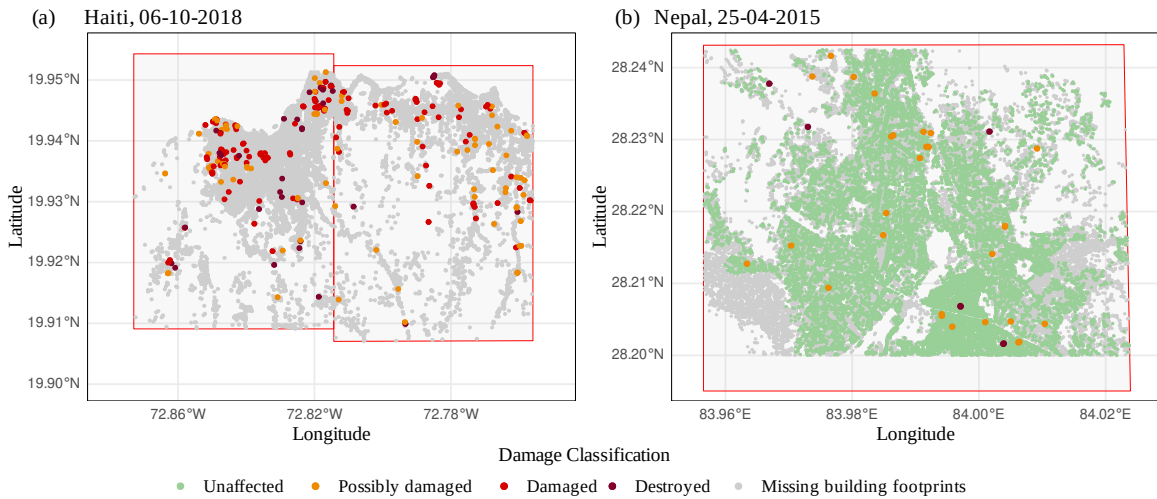 (a) Haiti, 06-10-2018
(b) Nepal, 25-04-2015
Latitude
19.95°N
19.94°N
19.93°N
19.92°N
19.91°N
19.90°N
72.86°W
72.82°W
72.78°W
Longitude
Latitude
28.24°N
28.23°N
28.22°N
28.21°N
28.20°N
83.96°E
83.98°E
84.00°E
84.02°E
Longitude
Damage Classification
Unaffected
Possibly damaged
Damaged
Destroyed
Missing building footprints